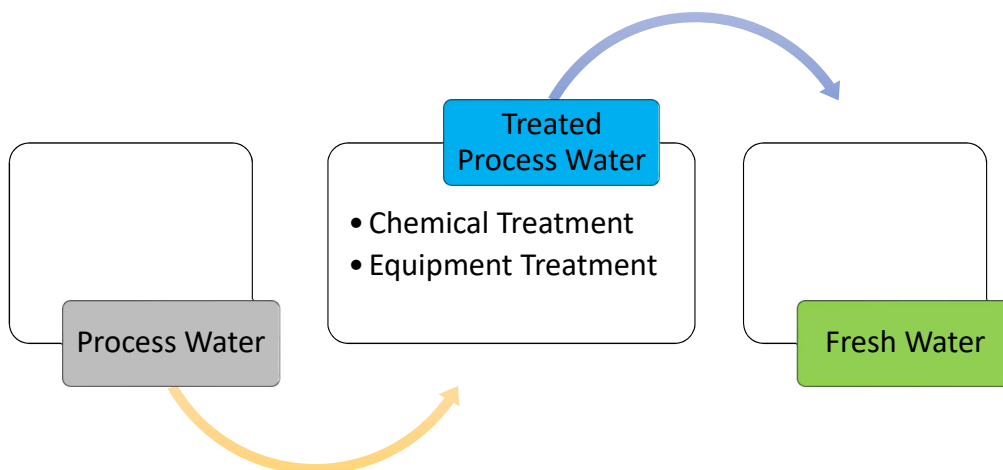 Treated
Process Water
• Chemical Treatment
• Equipment Treatment
Process Water
Fresh Water